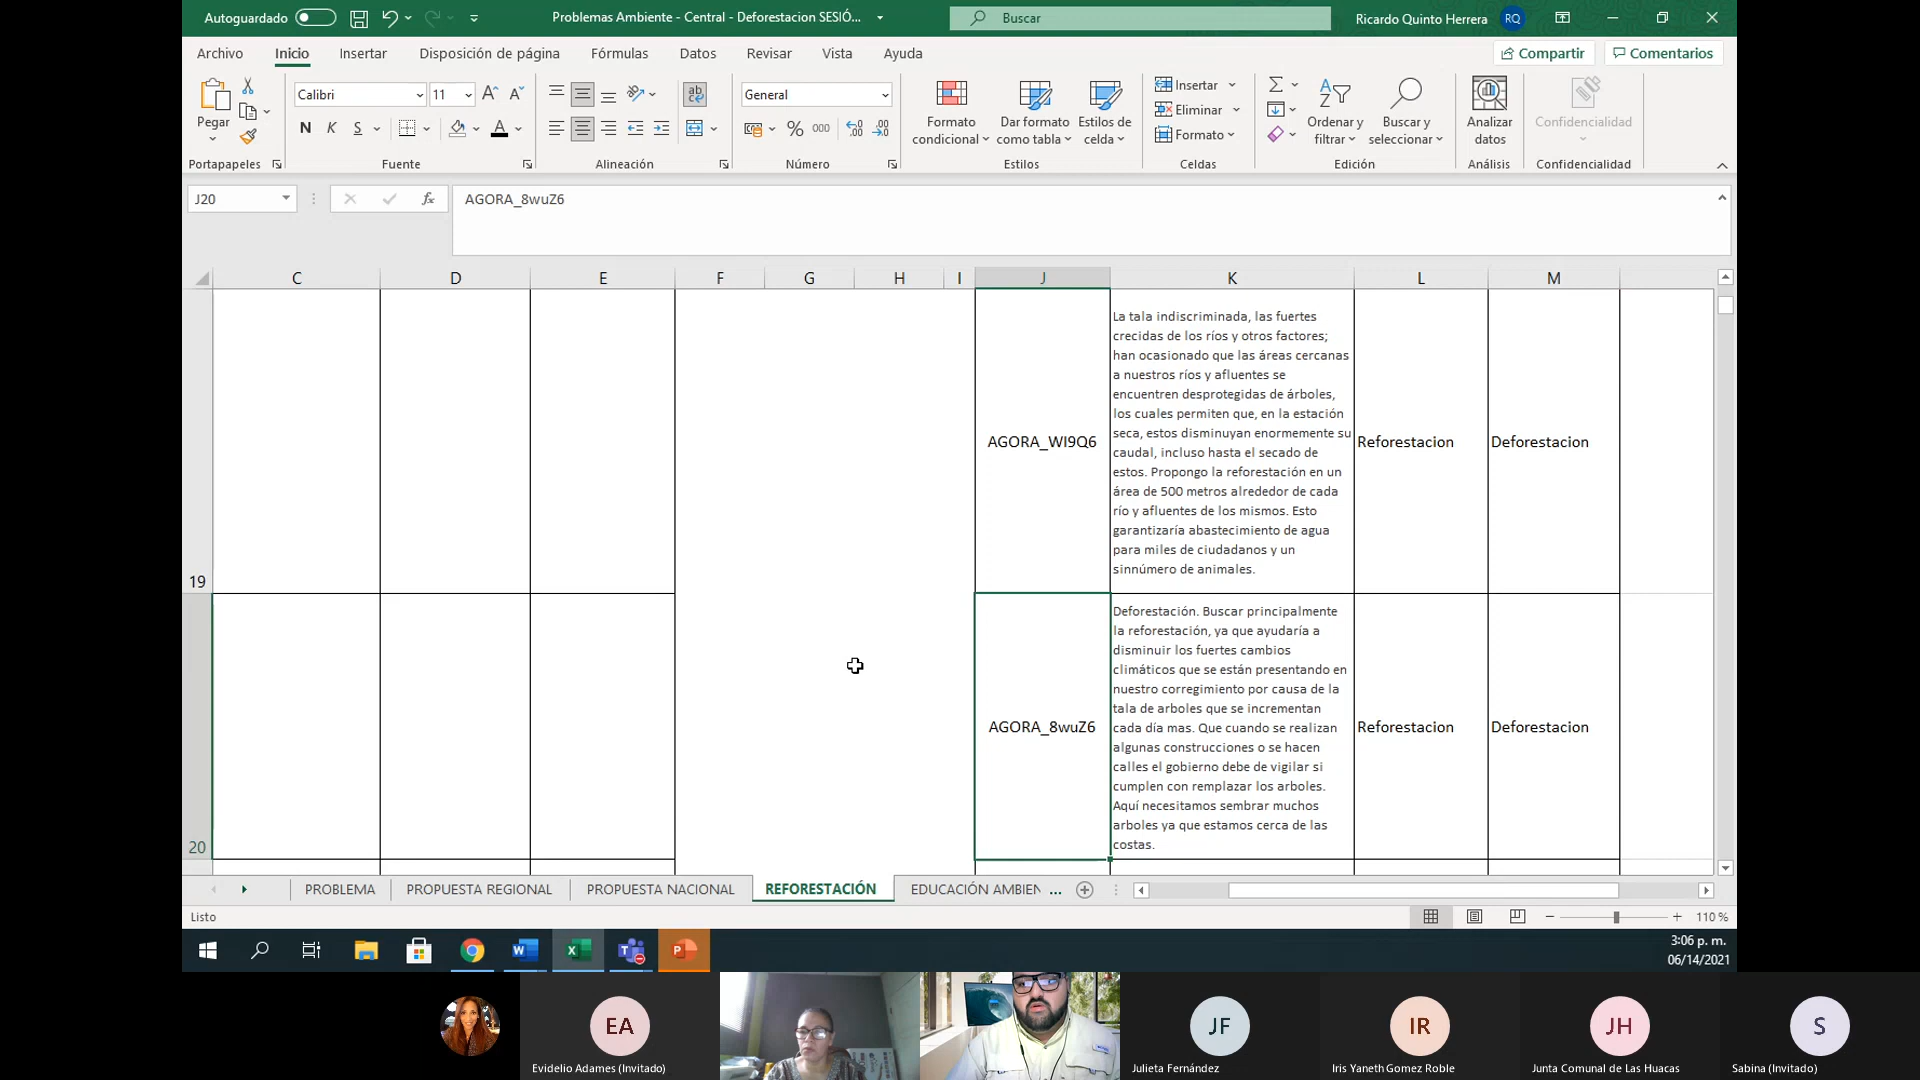 Autoguardado
Problemas Ambiente - Central - Deforestacion SESIÓ...
Buscar
Ricardo Quinto Herrera
RQ
Archivo
Inicio
Insertar
Disposición de página
Fórmulas
Datos
Revisar
Vista
Ayuda
Compartir
Comentarios
Pegar
Calibri
11
N K S
General
% 000
Formato condicional
Dar formato como tabla
Estilos de celda
Insertar
Eliminar
Formato
Ordenar y filtrar
Buscar y seleccionar
Analizar datos
Confidencialidad
Portapapeles
Fuente
Alineación
Número
Estilos
Celdas
Edición
Análisis
Confidencialidad
J20
fx
AGORA_8wuZ6
C D E F G H I J K L M
19
AGORA_WI9Q6
La tala indiscriminada, las fuertes
crecidas de los ríos y otros factores;
han ocasionado que las áreas cercanas
a nuestros ríos y afluentes se
encuentren desprotegidas de árboles,
los cuales permiten que, en la estación
seca, estos disminuyan enormemente su
caudal, incluso hasta el secado de
estos. Propongo la reforestación en un
área de 500 metros alrededor de cada
río y afluentes de los mismos. Esto
garantizaría abastecimiento de agua
para miles de ciudadanos y un
sinnúmero de animales.
Reforestacion
Deforestacion
20
AGORA_8wuZ6
Deforestación. Buscar principalmente
la reforestación, ya que ayudaría a
disminuir los fuertes cambios
climáticos que se están presentando en
nuestro corregimiento por causa de la
tala de arboles que se incrementan
cada día mas. Que cuando se realizan
algunas construcciones o se hacen
calles el gobierno debe de vigilar si
cumplen con remplazar los arboles.
Aquí necesitamos sembrar muchos
arboles ya que estamos cerca de las
costas.
Reforestacion
Deforestacion
PROBLEMA
PROPUESTA REGIONAL
PROPUESTA NACIONAL
REFORESTACIÓN
EDUCACIÓN AMBIEN ...
Listo
110 %
3:06 p. m.
06/14/2021
EA
Evidelio Adames (Invitado)
JF
Julieta Fernández
IR
Iris Yaneth Gomez Roble
JH
Junta Comunal de Las Huacas
S
Sabina (Invitado)